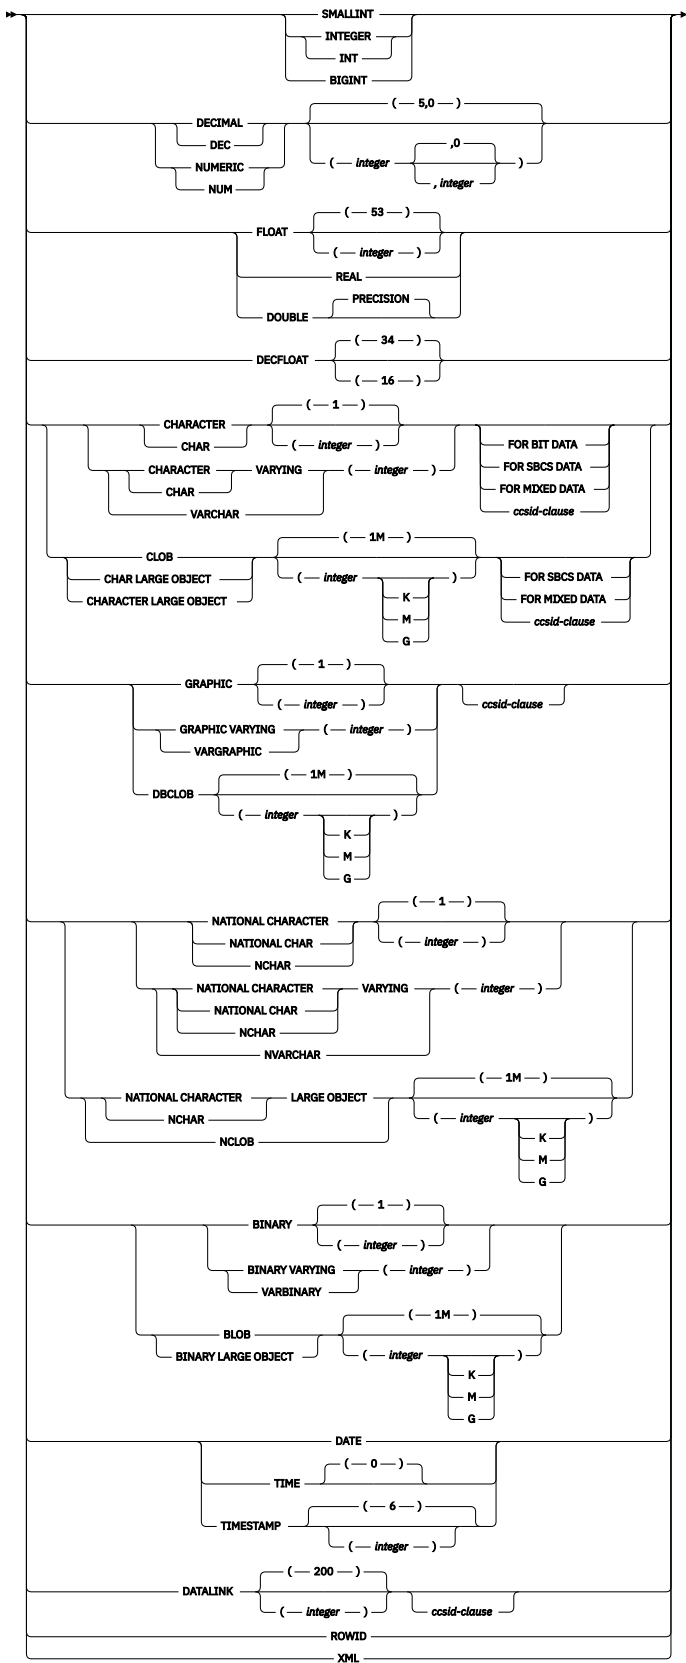 SMALLINT
INTEGER
INT
BIGINT
( 5,0 )
DECIMAL
DEC
,0
NUMERIC ( integer )
NUM , integer
( 53 )
FLOAT
( integer )
REAL
PRECISION
DOUBLE
( 34 )
DECFLOAT
( 16 )
( 1 )
CHARACTER
CHAR ( integer ) FOR BIT DATA
CHARACTER VARYING ( integer ) FOR SBCS DATA
CHAR FOR MIXED DATA
VARCHAR ccsid-clause
( 1M )
CLOB
CHAR LARGE OBJECT ( integer ) FOR SBCS DATA
CHARACTER LARGE OBJECT K FOR MIXED DATA
M ccsid-clause
G
( 1 )
GRAPHIC
( integer ) ccsid-clause
GRAPHIC VARYING ( integer )
VARGRAPHIC
( 1M )
DBCLOB
( integer )
K
M
G
( 1 )
NATIONAL CHARACTER
NATIONAL CHAR ( integer )
NCHAR
NATIONAL CHARACTER VARYING ( integer )
NATIONAL CHAR
NCHAR
NVARCHAR
( 1M )
NATIONAL CHARACTER LARGE OBJECT
NCHAR ( integer )
NCLOB K
M
G
( 1 )
BINARY
( integer )
BINARY VARYING ( integer )
VARBINARY
( 1M )
BLOB
BINARY LARGE OBJECT ( integer )
K
M
G
DATE
( 0 )
TIME
( 6 )
TIMESTAMP
( integer )
( 200 )
DATALINK
( integer ) ccsid-clause
ROWID
XML